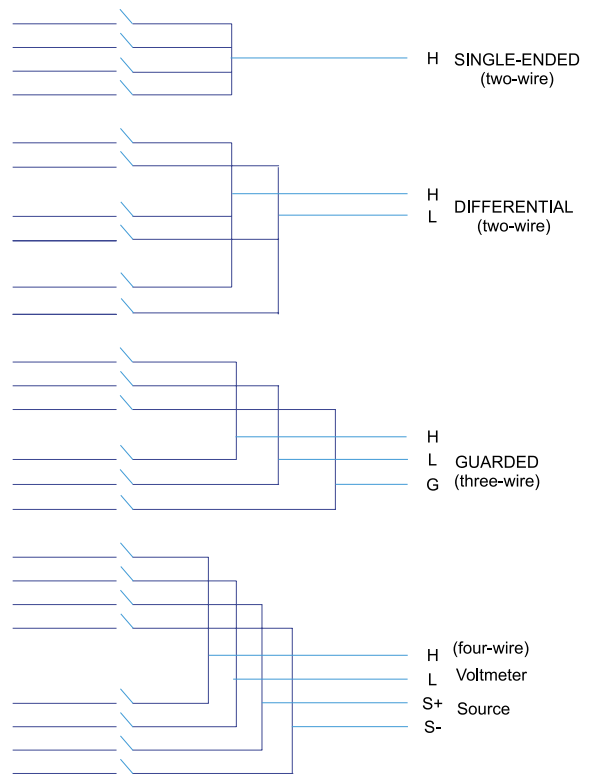 H SINGLE-ENDED
(two-wire)
H
L DIFFERENTIAL
(two-wire)
H
L GUARDED
G (three-wire)
H (four-wire)
L Voltmeter
S+ Source
S-